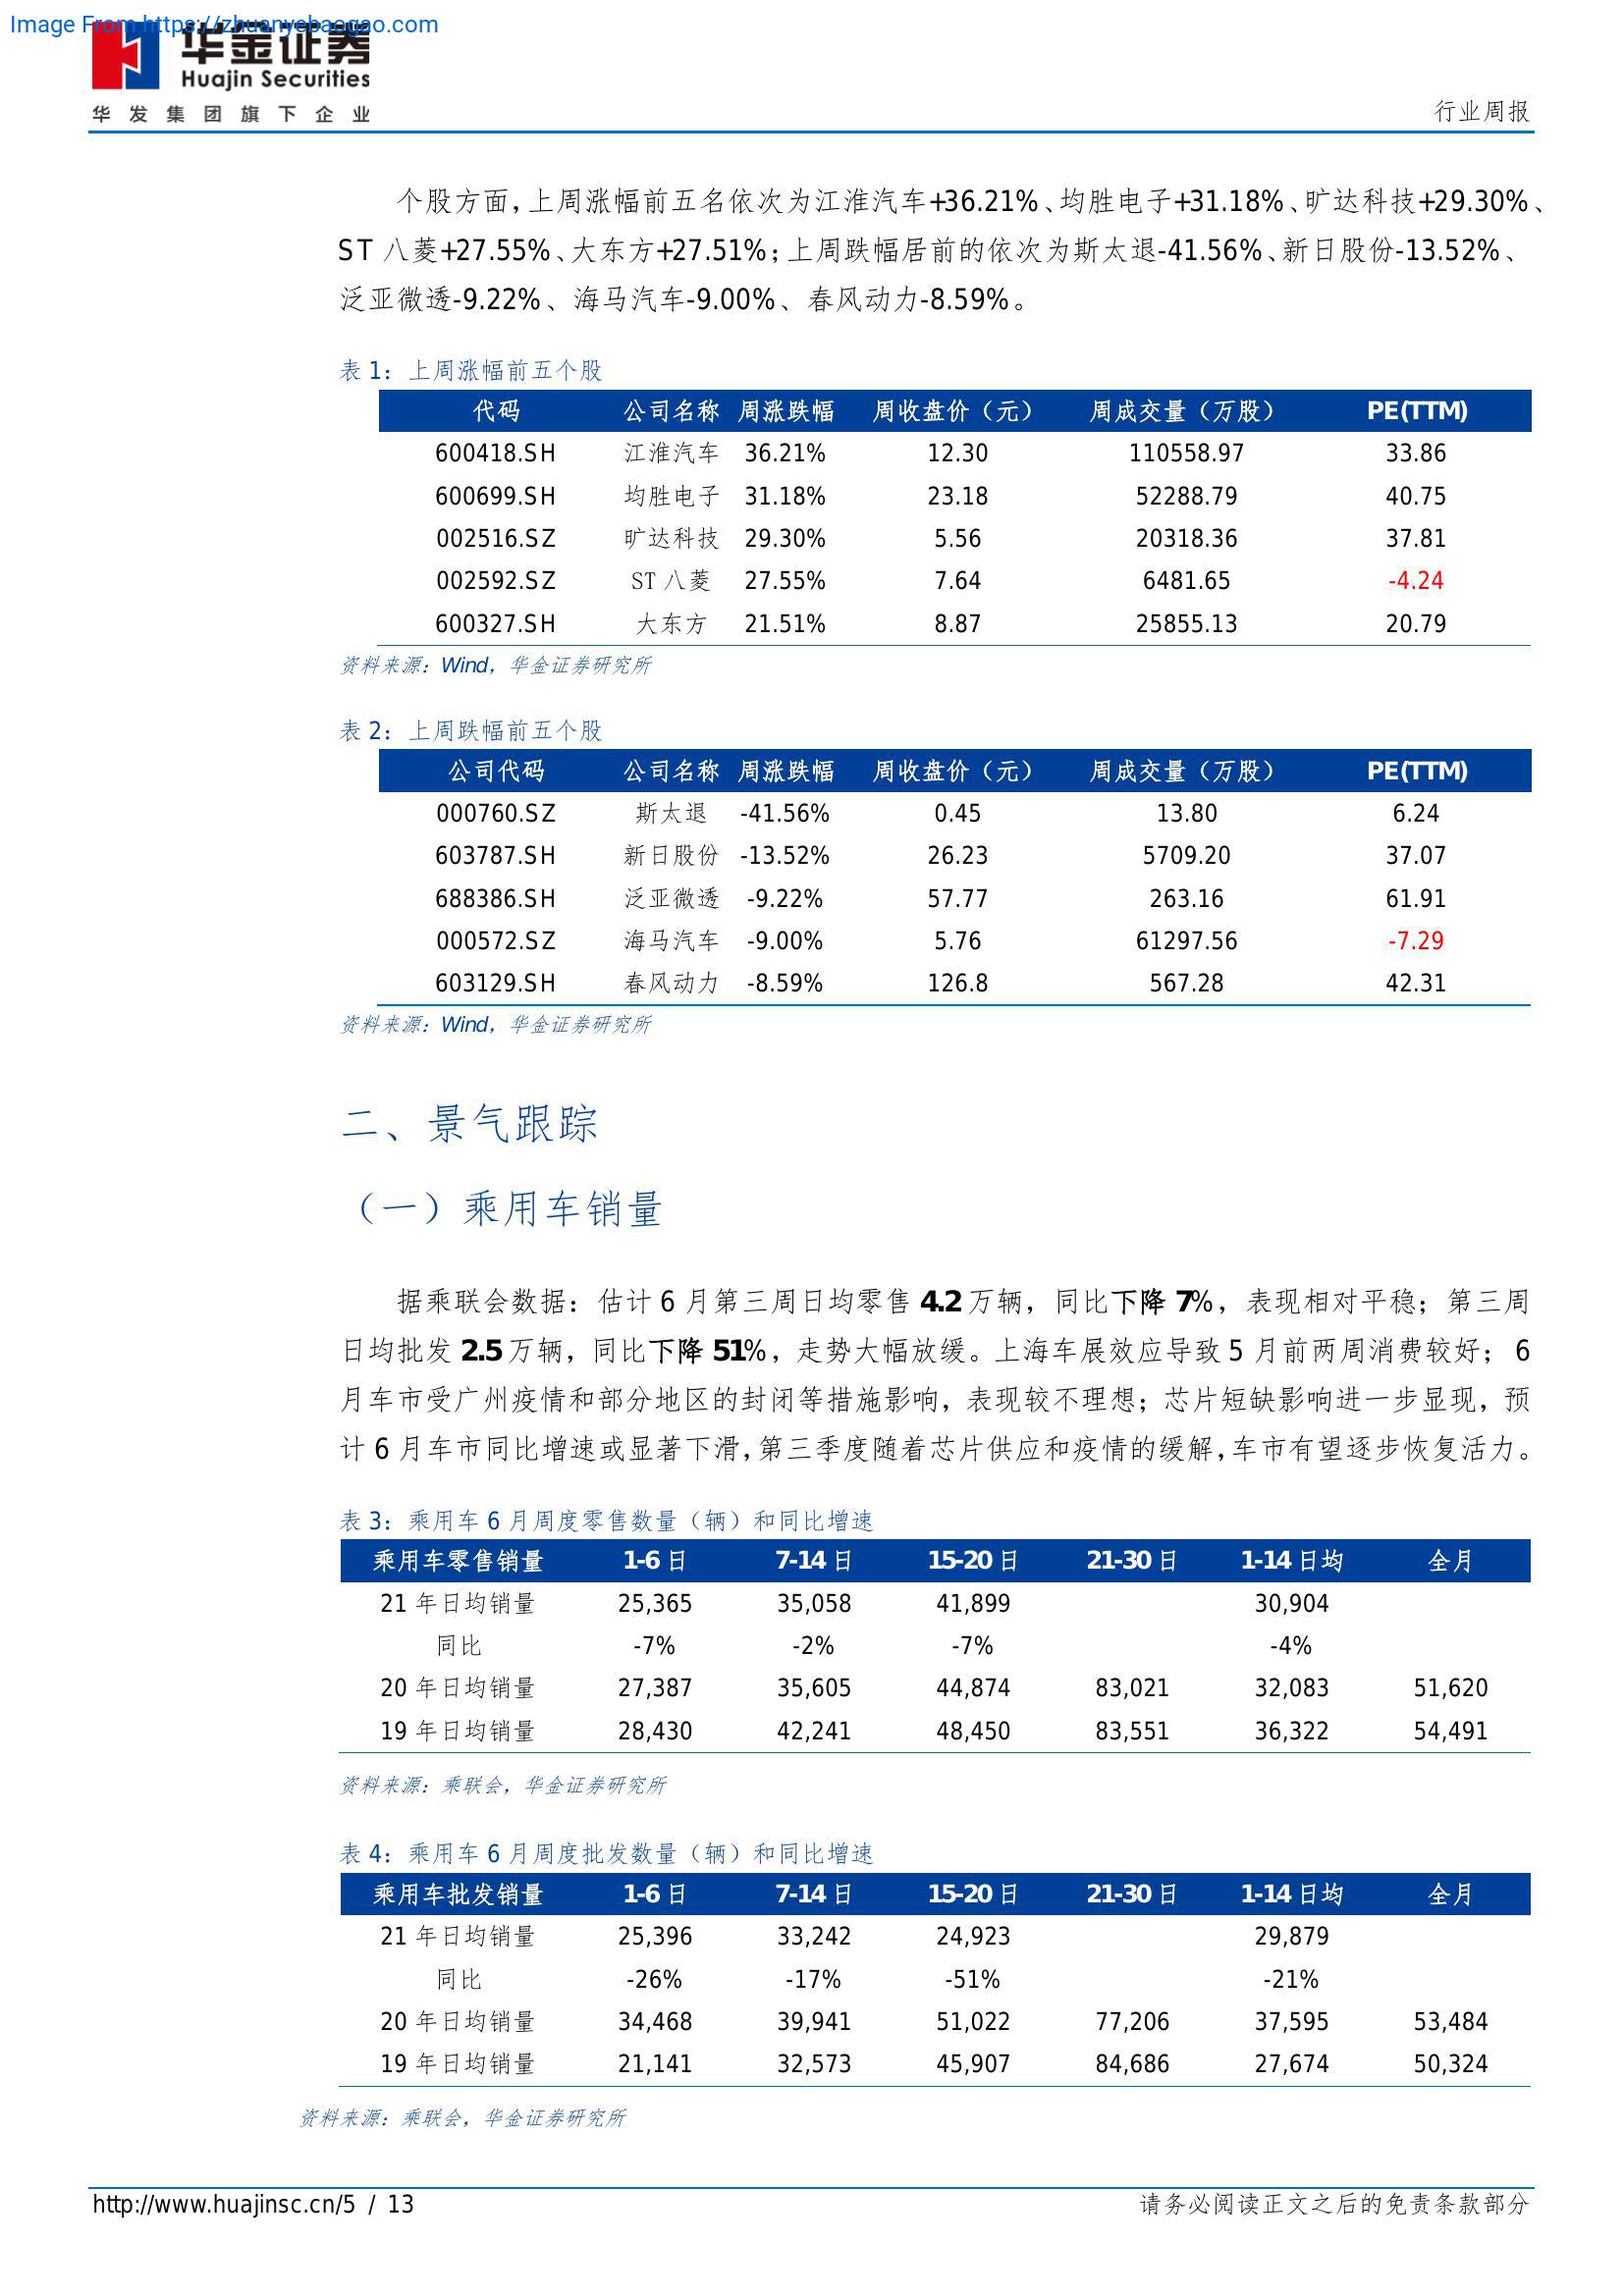 Image From https://zhuanyebaogao.com
华金证券
Huajin Securities
华发集团旗下企业
行业周报
个股方面，上周涨幅前五名依次为江淮汽车+36.21%、均胜电子+31.18%、旷达科技+29.30%、
ST 八菱+27.55%、大东方+27.51%；上周跌幅居前的依次为斯太退-41.56%、新日股份-13.52%、
泛亚微透-9.22%、海马汽车-9.00%、春风动力-8.59%。
表 1：上周涨幅前五个股
代码 公司名称 周涨跌幅 周收盘价（元） 周成交量（万股） PE(TTM)
600418.SH 江淮汽车 36.21% 12.30 110558.97 33.86
600699.SH 均胜电子 31.18% 23.18 52288.79 40.75
002516.SZ 旷达科技 29.30% 5.56 20318.36 37.81
002592.SZ ST 八菱 27.55% 7.64 6481.65 -4.24
600327.SH 大东方 21.51% 8.87 25855.13 20.79
资料来源：Wind，华金证券研究所
表 2：上周跌幅前五个股
公司代码 公司名称 周涨跌幅 周收盘价（元） 周成交量（万股） PE(TTM)
000760.SZ 斯太退 -41.56% 0.45 13.80 6.24
603787.SH 新日股份 -13.52% 26.23 5709.20 37.07
688386.SH 泛亚微透 -9.22% 57.77 263.16 61.91
000572.SZ 海马汽车 -9.00% 5.76 61297.56 -7.29
603129.SH 春风动力 -8.59% 126.8 567.28 42.31
资料来源：Wind，华金证券研究所
二、景气跟踪
（一）乘用车销量
据乘联会数据：估计 6 月第三周日均零售 4.2 万辆，同比下降 7%，表现相对平稳；第三周
日均批发 2.5 万辆，同比下降 51%，走势大幅放缓。上海车展效应导致 5 月前两周消费较好；6
月车市受广州疫情和部分地区的封闭等措施影响，表现较不理想；芯片短缺影响进一步显现，预
计 6 月车市同比增速或显著下滑，第三季度随着芯片供应和疫情的缓解，车市有望逐步恢复活力。
表 3：乘用车 6 月周度零售数量（辆）和同比增速
乘用车零售销量 1-6 日 7-14 日 15-20 日 21-30 日 1-14 日均 全月
21 年日均销量 25,365 35,058 41,899 30,904
同比 -7% -2% -7% -4%
20 年日均销量 27,387 35,605 44,874 83,021 32,083 51,620
19 年日均销量 28,430 42,241 48,450 83,551 36,322 54,491
资料来源：乘联会，华金证券研究所
表 4：乘用车 6 月周度批发数量（辆）和同比增速
乘用车批发销量 1-6 日 7-14 日 15-20 日 21-30 日 1-14 日均 全月
21 年日均销量 25,396 33,242 24,923 29,879
同比 -26% -17% -51% -21%
20 年日均销量 34,468 39,941 51,022 77,206 37,595 53,484
19 年日均销量 21,141 32,573 45,907 84,686 27,674 50,324
资料来源：乘联会，华金证券研究所
http://www.huajinsc.cn/5 / 13
请务必阅读正文之后的免责条款部分